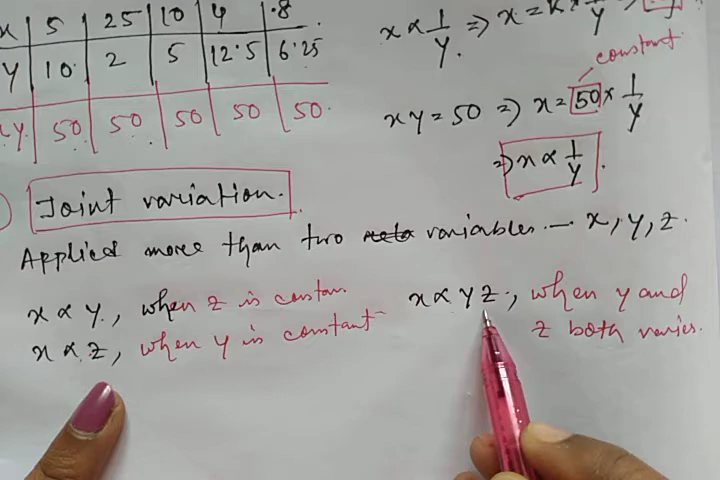 x 5 25 10 4 .8
y 10 2 5 12.5 6.25
xy. 50 50 50 50 50.
x ∝ 1/y. ⇒ x = k × 1/y
constant.
xy = 50 ⇒ x = 50 × 1/y
⇒ x ∝ 1/y.
Joint variation.
Applied more than two variables — x, y, z.
x ∝ y, when z is constan.
x ∝ z, when y is constant
x ∝ yz, when y and
z both varies.